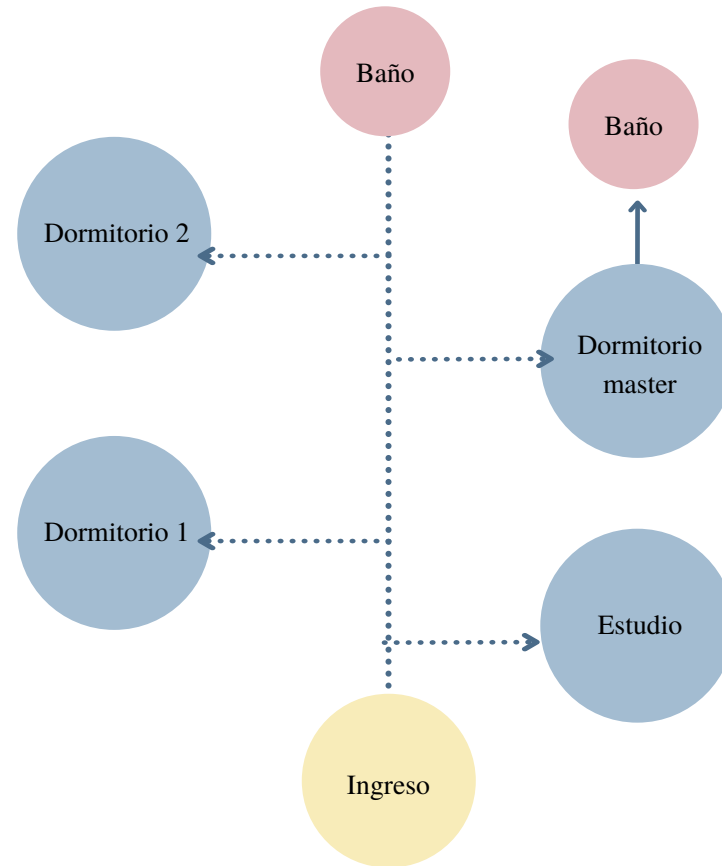 Baño
Baño
Dormitorio 2
Dormitorio
master
Dormitorio 1
Estudio
Ingreso